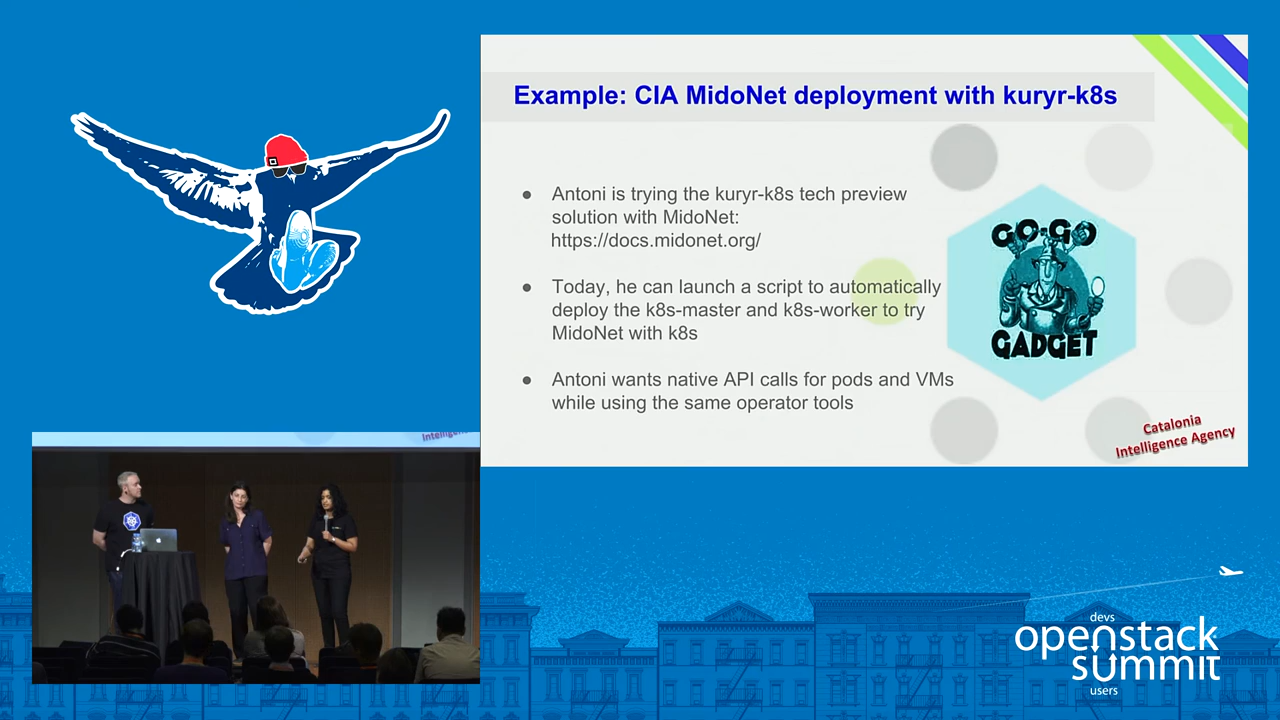 Example: CIA MidoNet deployment with kuryr-k8s
● Antoni is trying the kuryr-k8s tech preview
solution with MidoNet:
https://docs.midonet.org/
● Today, he can launch a script to automatically
deploy the k8s-master and k8s-worker to try
MidoNet with k8s
● Antoni wants native API calls for pods and VMs
while using the same operator tools
GO-GO
GADGET
Catalonia
Intelligence Agency
Intelligen
devs
openstack
summit
users